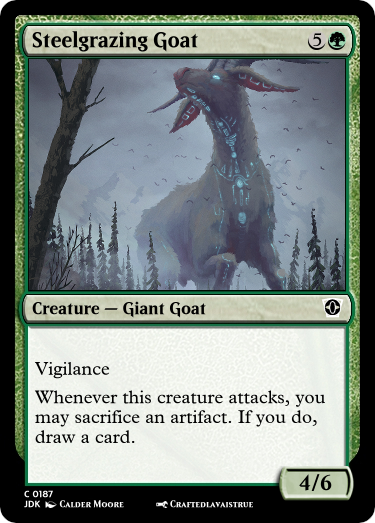 Steelgrazing Goat 5
Creature — Giant Goat
Vigilance
Whenever this creature attacks, you
may sacrifice an artifact. If you do,
draw a card.
4/6
C 0187
JDK Calder Moore Craftedlavaistrue